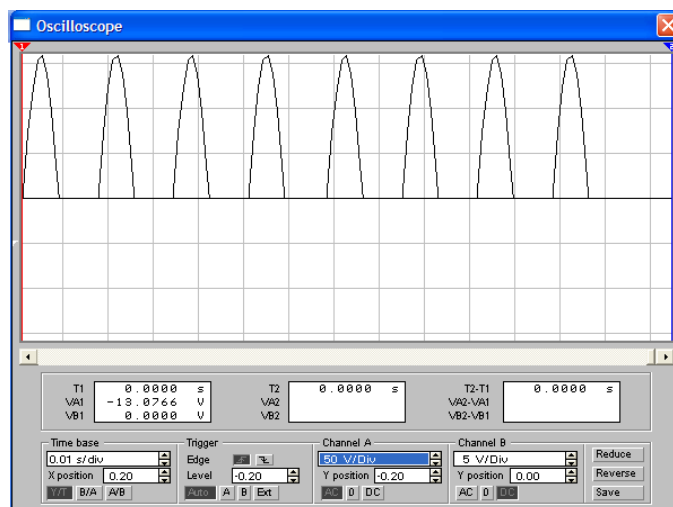 Oscilloscope
1
T1 0.0000 s T2 0.0000 s T2-T1 0.0000 s
VA1 -13.0766 V VA2 VA2-VA1
VB1 0.0000 V VB2 VB2-VB1
Time base Trigger Channel A Channel B
0.01 s/div Edge 50 V/Div 5 V/Div Reduce
X position 0.20 Level -0.20 Y position -0.20 Y position 0.00 Reverse
Y/T B/A A/B Auto A B Ext AC 0 DC AC 0 DC Save